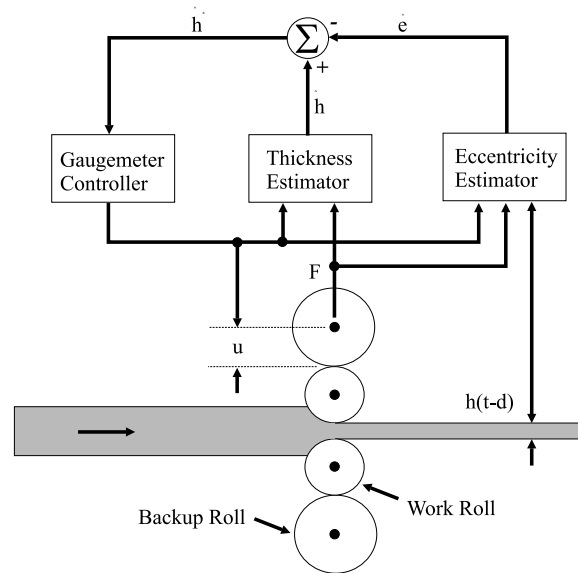 ḣ
-
ė
Σ
+
ḣ
Gaugemeter
Controller
Thickness
Estimator
Eccentricity
Estimator
F
u
h(t-d)
Backup Roll
Work Roll